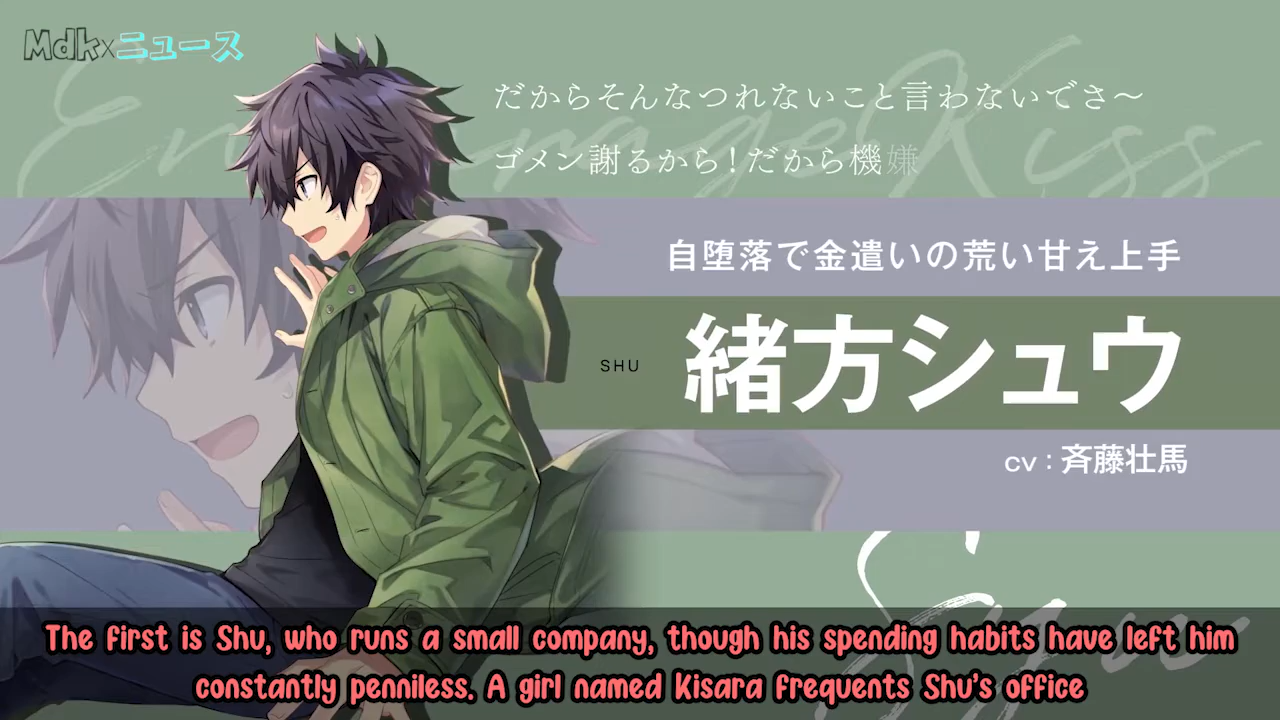 Mdk×ニュース
Engage Kiss
だからそんなつれないこと言わないでさ～
ゴメン謝るから！だから機嫌
自堕落で金遣いの荒い甘え上手
SHU
緒方シュウ
cv : 斉藤壮馬
Shu
The first is Shu, who runs a small company, though his spending habits have left him
constantly penniless. A girl named Kisara frequents Shu's office